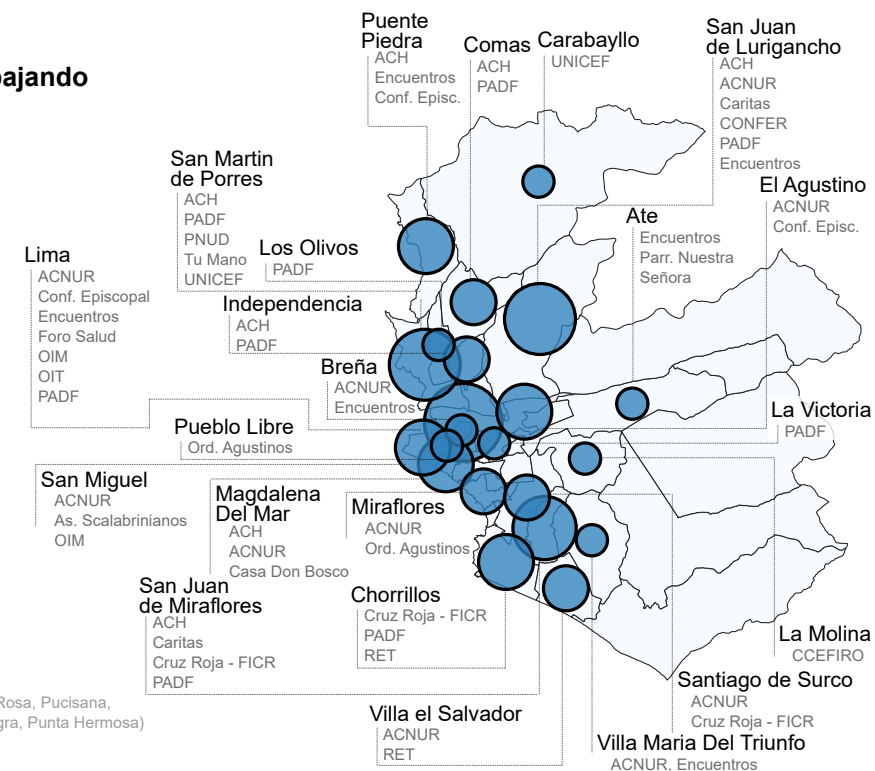 bajando
Puente
Piedra
ACH
Encuentros
Conf. Episc.
Comas
ACH
PADF
Carabayllo
UNICEF
San Juan
de Lurigancho
ACH
ACNUR
Caritas
CONFER
PADF
Encuentros
El Agustino
ACNUR
Conf. Episc.
San Martin
de Porres
ACH
PADF
PNUD
Tu Mano
UNICEF
Los Olivos
PADF
Ate
Encuentros
Parr. Nuestra
Señora
Lima
ACNUR
Conf. Episcopal
Encuentros
Foro Salud
OIM
OIT
PADF
Independencia
ACH
PADF
Breña
ACNUR
Encuentros
Pueblo Libre
Ord. Agustinos
La Victoria
PADF
San Miguel
ACNUR
As. Scalabrinianos
OIM
Magdalena
Del Mar
ACH
ACNUR
Casa Don Bosco
Miraflores
ACNUR
Ord. Agustinos
San Juan
de Miraflores
ACH
Caritas
Cruz Roja - FICR
PADF
Chorrillos
Cruz Roja - FICR
PADF
RET
La Molina
CCEFIRO
Santiago de Surco
ACNUR
Cruz Roja - FICR
Rosa, Pucisana,
gra, Punta Hermosa)
Villa el Salvador
ACNUR
RET
Villa Maria Del Triunfo
ACNUR, Encuentros